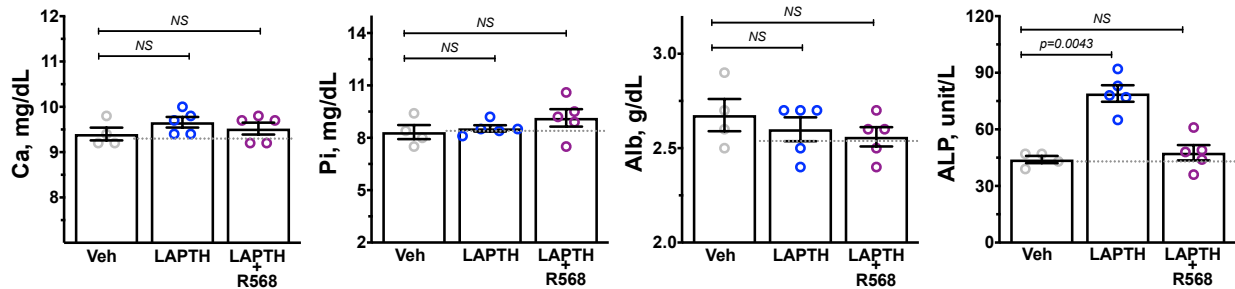 Ca, mg/dL
12
11
10
9
NS
NS
Veh
LAPTH
LAPTH
+
R568
Pi, mg/dL
14
11
8
5
2
NS
NS
Veh
LAPTH
LAPTH
+
R568
Alb, g/dL
3.0
2.5
2.0
NS
NS
Veh
LAPTH
LAPTH
+
R568
ALP, unit/L
120
90
60
30
0
NS
p=0.0043
Veh
LAPTH
LAPTH
+
R568